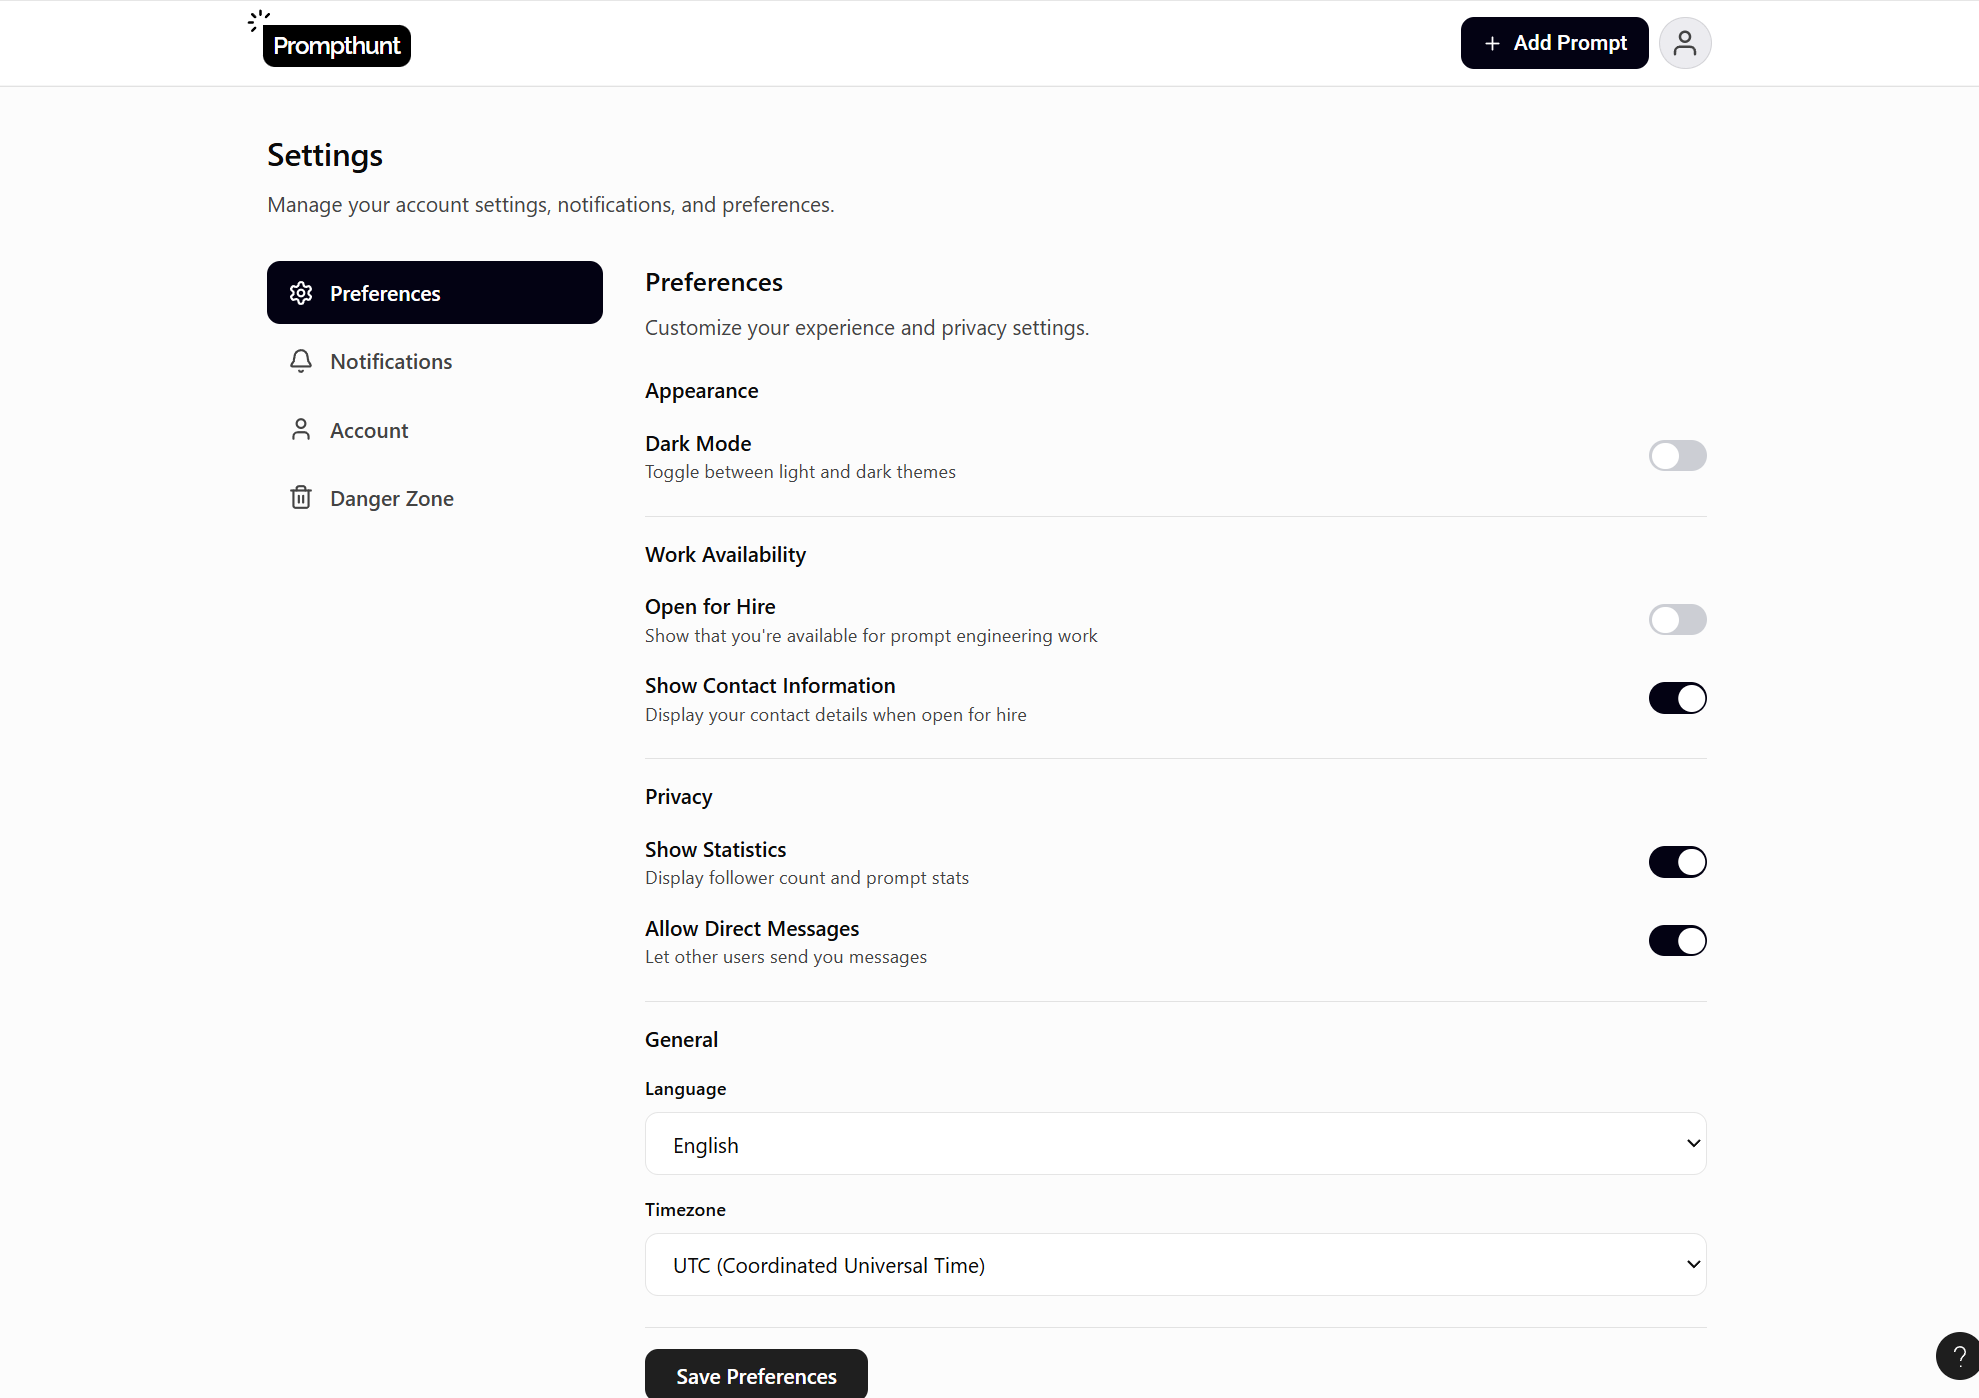 Prompthunt
Add Prompt
Settings
Manage your account settings, notifications, and preferences.
Preferences
Notifications
Account
Danger Zone
Preferences
Customize your experience and privacy settings.
Appearance
Dark Mode
Toggle between light and dark themes
Work Availability
Open for Hire
Show that you're available for prompt engineering work
Show Contact Information
Display your contact details when open for hire
Privacy
Show Statistics
Display follower count and prompt stats
Allow Direct Messages
Let other users send you messages
General
Language
English
Timezone
UTC (Coordinated Universal Time)
Save Preferences
?